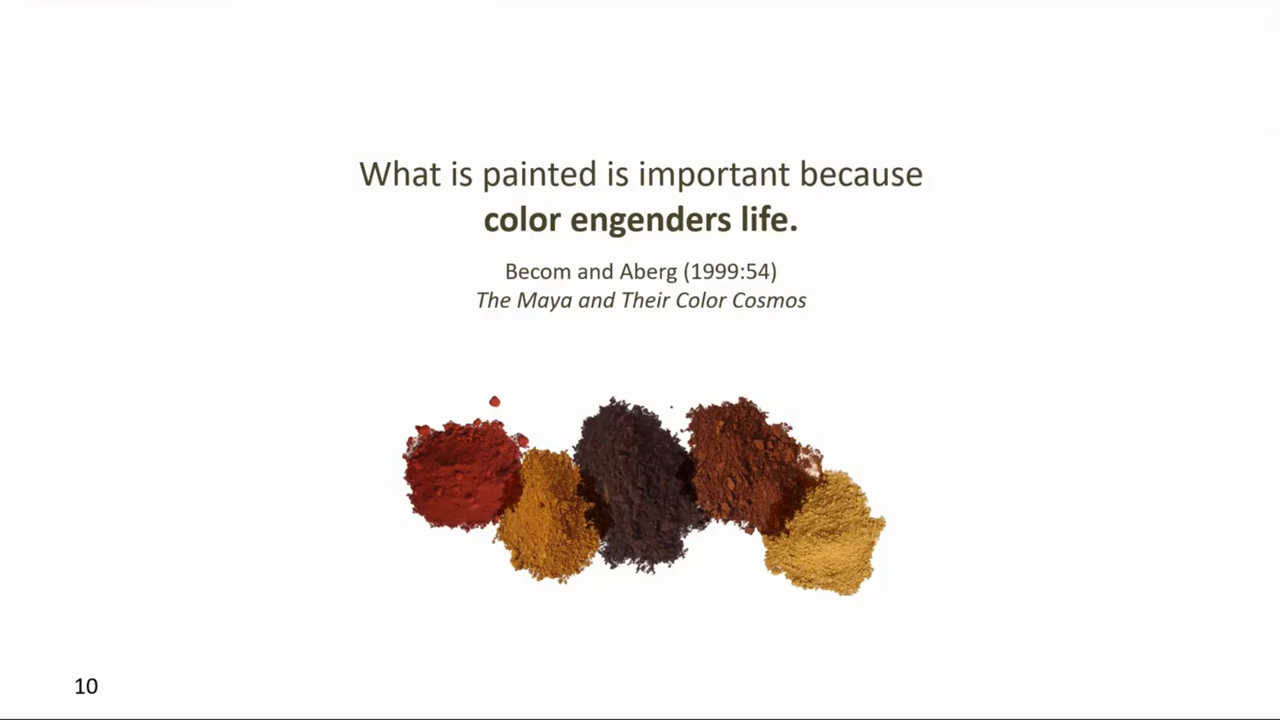 What is painted is important because
color engenders life.
Becom and Aberg (1999:54)
The Maya and Their Color Cosmos
10